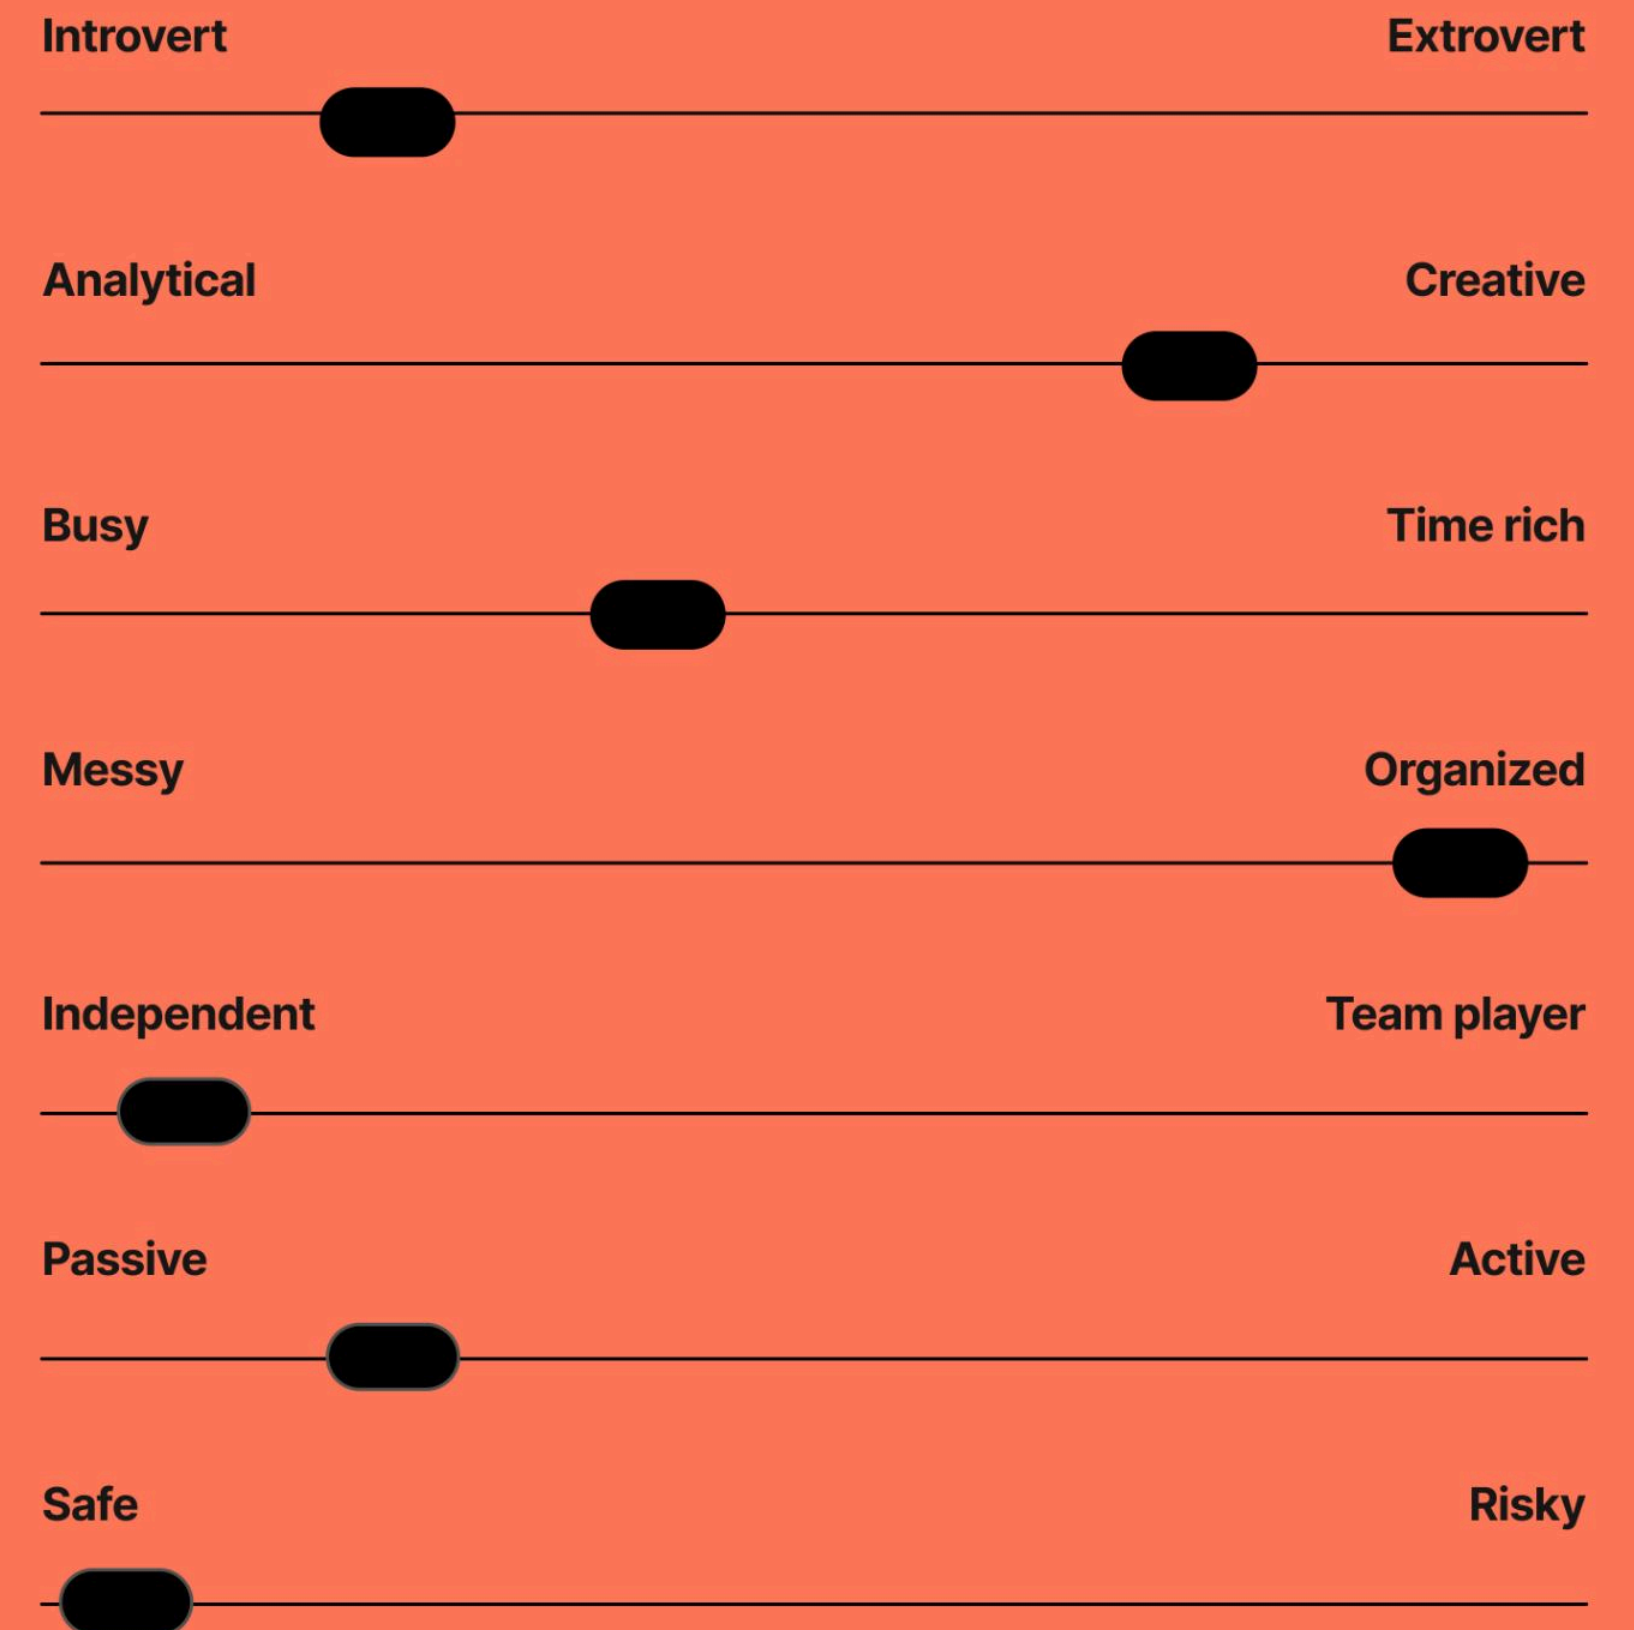 Introvert Extrovert
Analytical Creative
Busy Time rich
Messy Organized
Independent Team player
Passive Active
Safe Risky